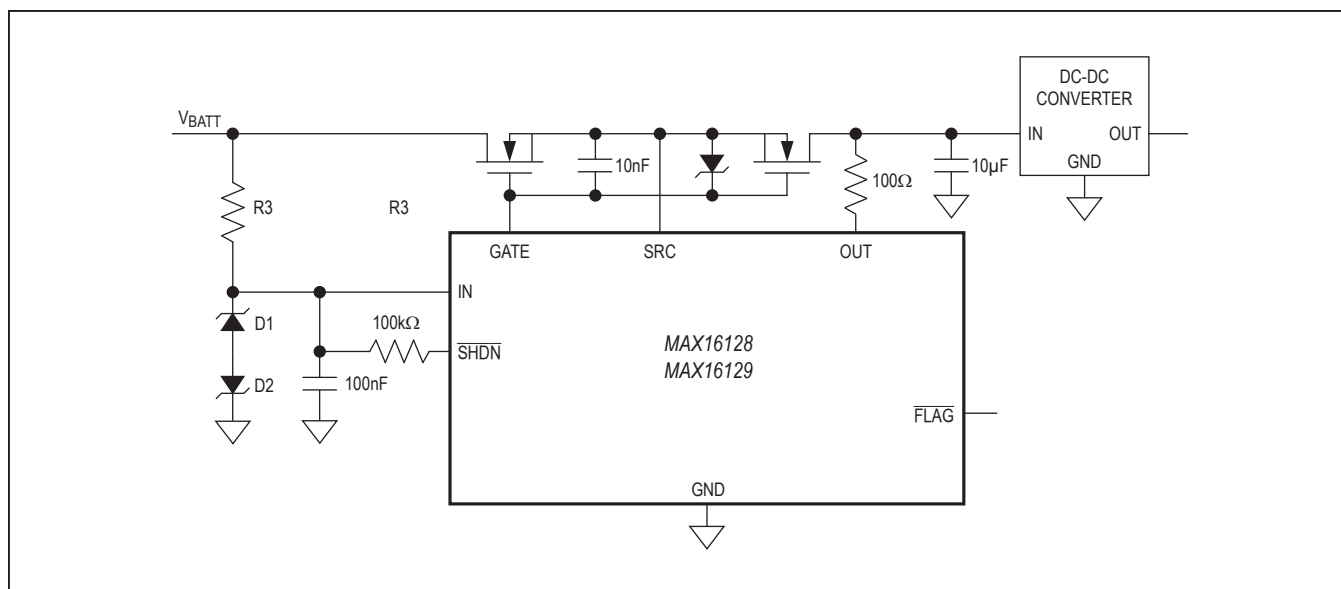 DC-DC
CONVERTER
IN
OUT
GND
VBATT
10nF
100Ω
10µF
R3
R3
GATE
SRC
OUT
IN
D1
100kΩ
SHDN
MAX16128
MAX16129
D2
100nF
FLAG
GND